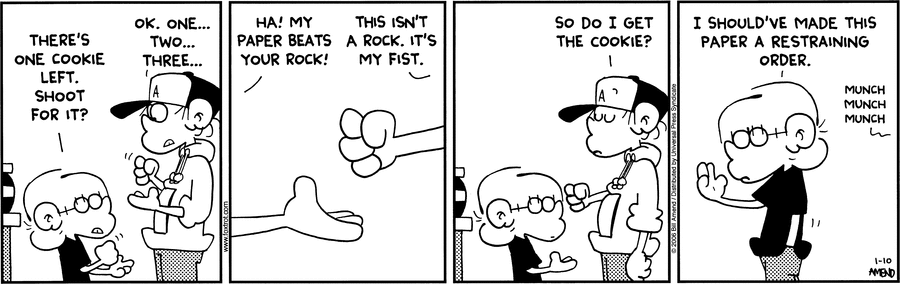 THERE'S
ONE COOKIE
LEFT.
SHOOT
FOR IT?
OK. ONE...
TWO...
THREE...
A
www.foxtrot.com
HA! MY
PAPER BEATS
YOUR ROCK!
THIS ISN'T
A ROCK. IT'S
MY FIST.
SO DO I GET
THE COOKIE?
A
© 2006 Bill Amend / Distributed by Universal Press Syndicate
I SHOULD'VE MADE THIS
PAPER A RESTRAINING
ORDER.
MUNCH
MUNCH
MUNCH
1-10
AMEND